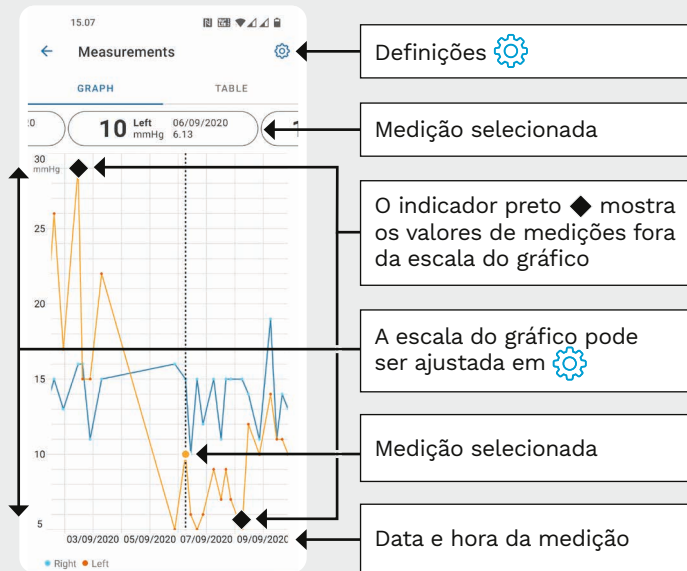 15.07
Measurements
GRAPH
TABLE
10 Left mmHg 06/09/2020 6.13
30
mmHg
25
20
15
10
5
03/09/2020 05/09/2020 07/09/2020 09/09/2020
Right Left
Definições
Medição selecionada
O indicador preto ◆ mostra
os valores de medições fora
da escala do gráfico
A escala do gráfico pode
ser ajustada em
Medição selecionada
Data e hora da medição